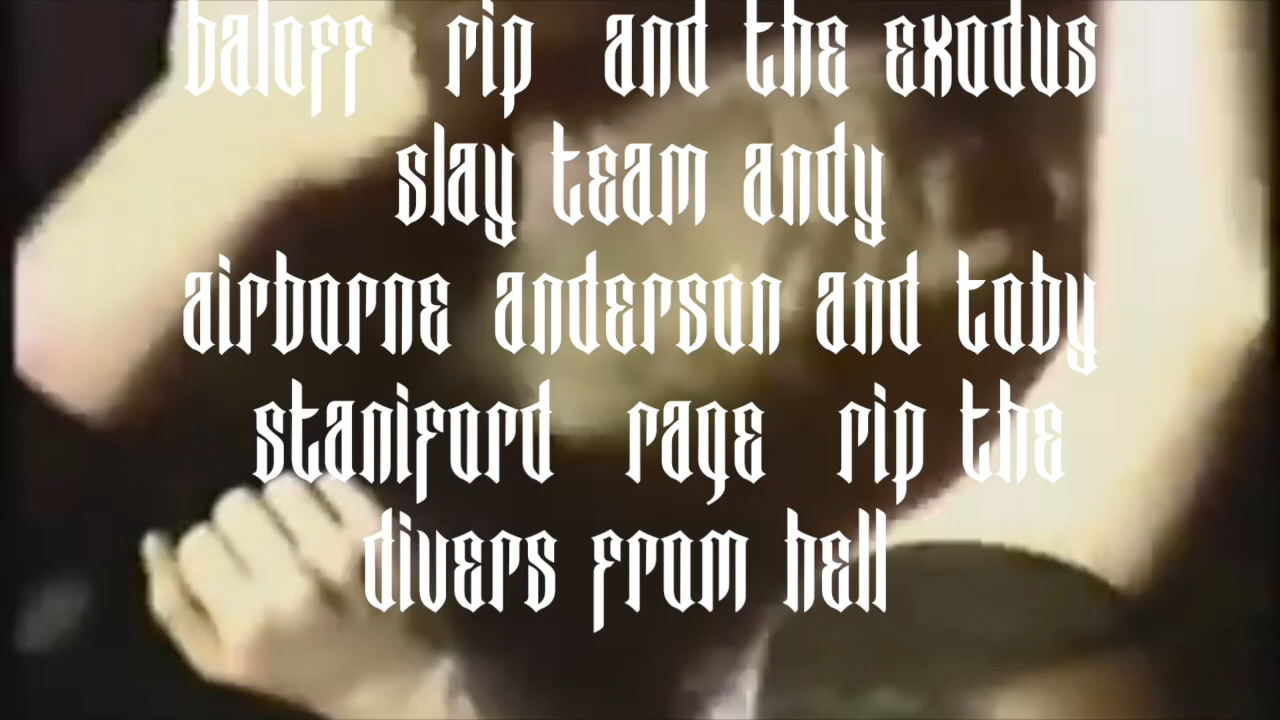 baloff rip and the exodus
slay team andy
airborne anderson and toby
staniford rage rip the
divers from hell